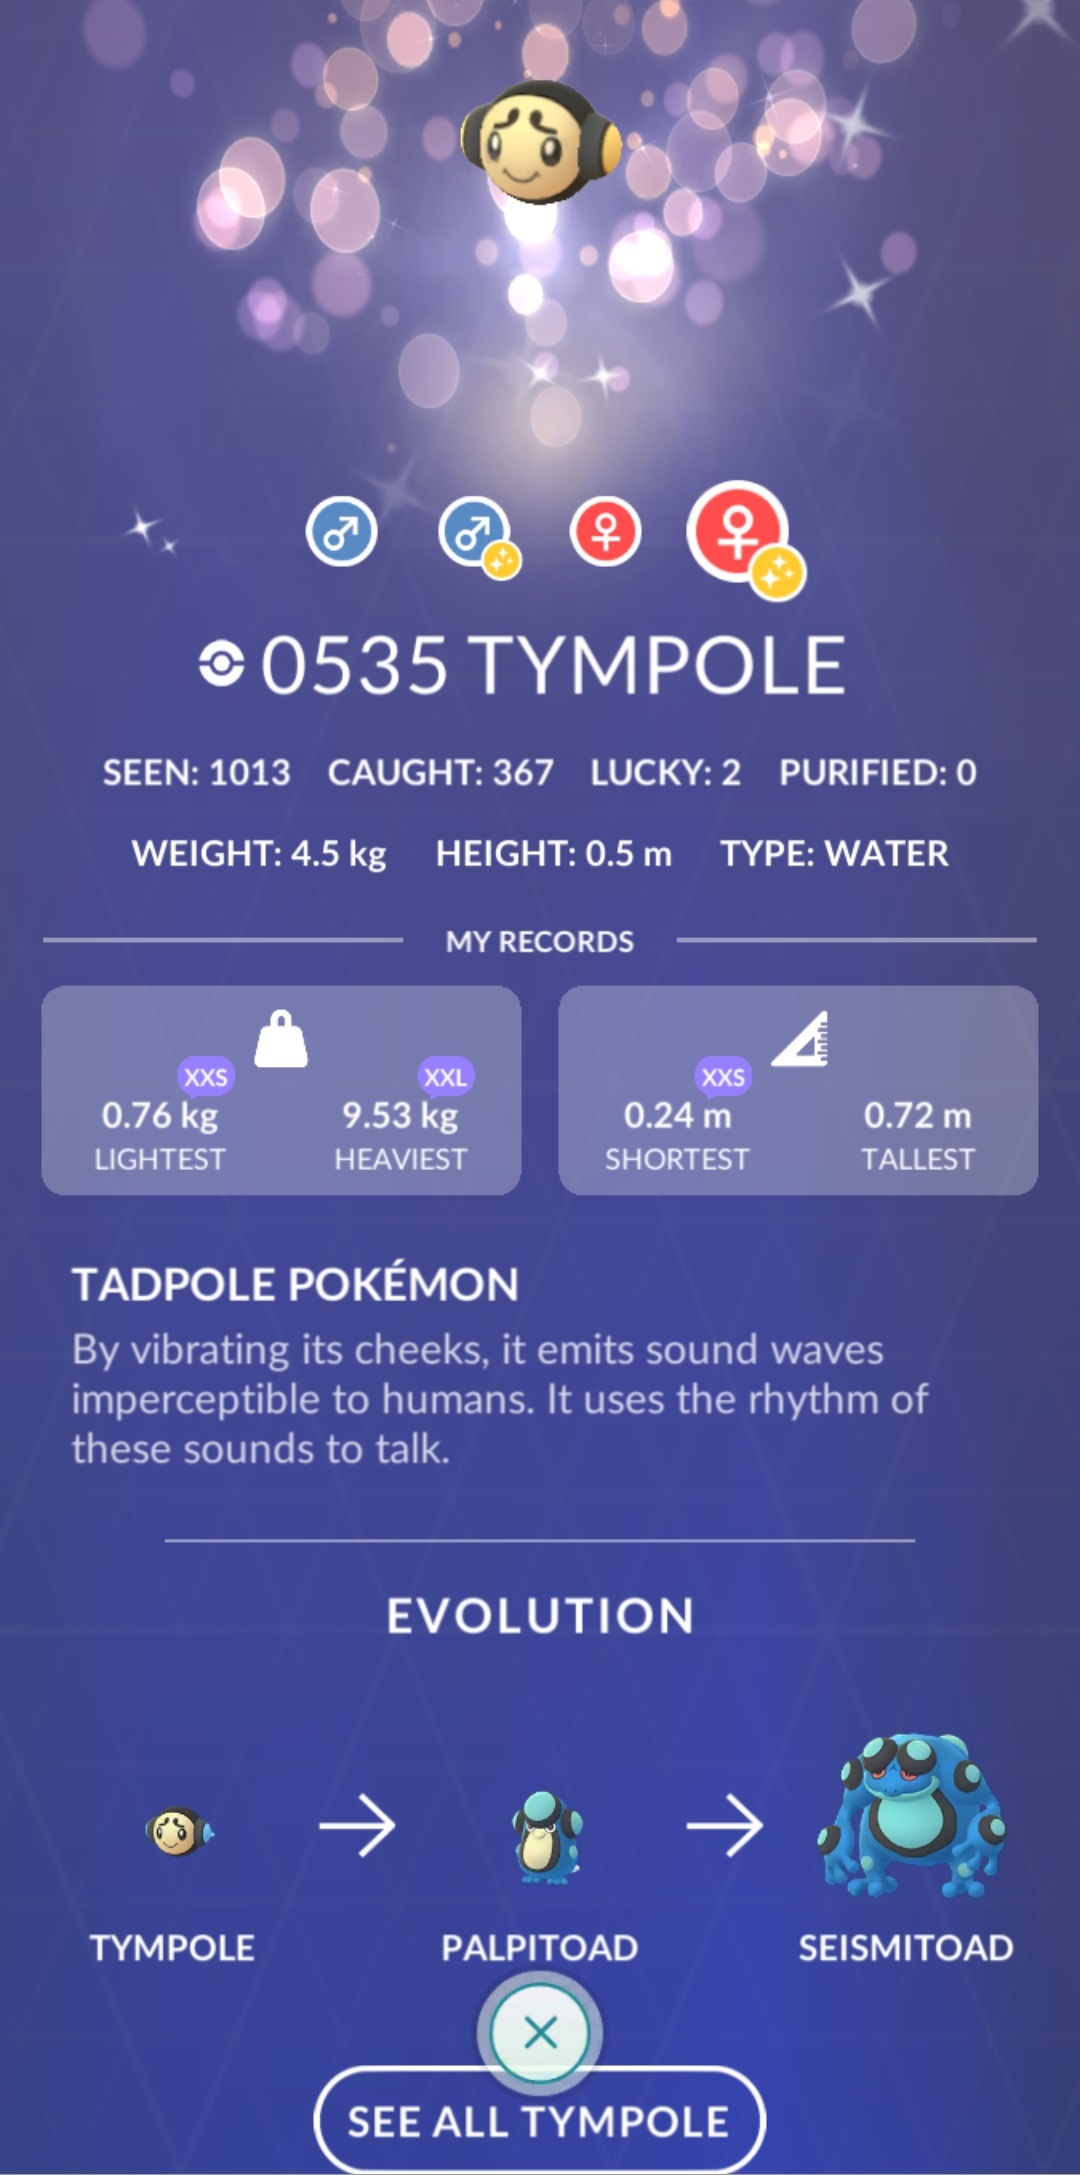 0535 TYMPOLE
SEEN: 1013 CAUGHT: 367 LUCKY: 2 PURIFIED: 0
WEIGHT: 4.5 kg HEIGHT: 0.5 m TYPE: WATER
MY RECORDS
XXS XXL XXS
0.76 kg 9.53 kg 0.24 m 0.72 m
LIGHTEST HEAVIEST SHORTEST TALLEST
TADPOLE POKÉMON
By vibrating its cheeks, it emits sound waves
imperceptible to humans. It uses the rhythm of
these sounds to talk.
EVOLUTION
TYMPOLE PALPITOAD SEISMITOAD
SEE ALL TYMPOLE